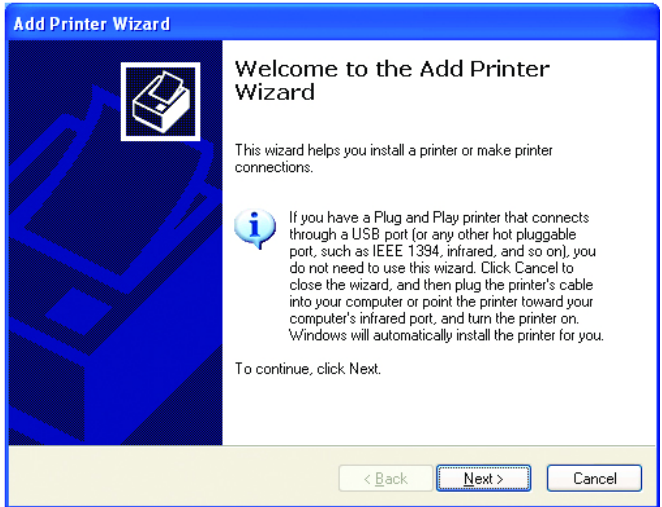 Add Printer Wizard
Welcome to the Add Printer
Wizard
This wizard helps you install a printer or make printer
connections.
If you have a Plug and Play printer that connects
through a USB port (or any other hot pluggable
port, such as IEEE 1394, infrared, and so on), you
do not need to use this wizard. Click Cancel to
close the wizard, and then plug the printer's cable
into your computer or point the printer toward your
computer's infrared port, and turn the printer on.
Windows will automatically install the printer for you.
To continue, click Next.
< Back Next > Cancel